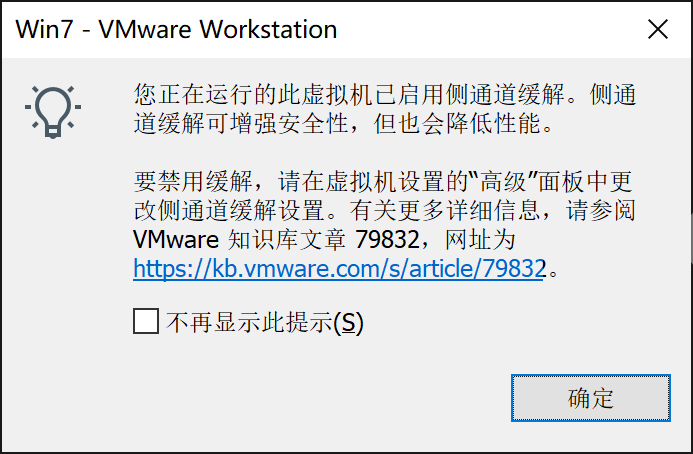 Win7 - VMware Workstation
您正在运行的此虚拟机已启用侧通道缓解。侧通
道缓解可增强安全性，但也会降低性能。
要禁用缓解，请在虚拟机设置的“高级”面板中更
改侧通道缓解设置。有关更多详细信息，请参阅
VMware 知识库文章 79832，网址为
https://kb.vmware.com/s/article/79832。
不再显示此提示(S)
确定